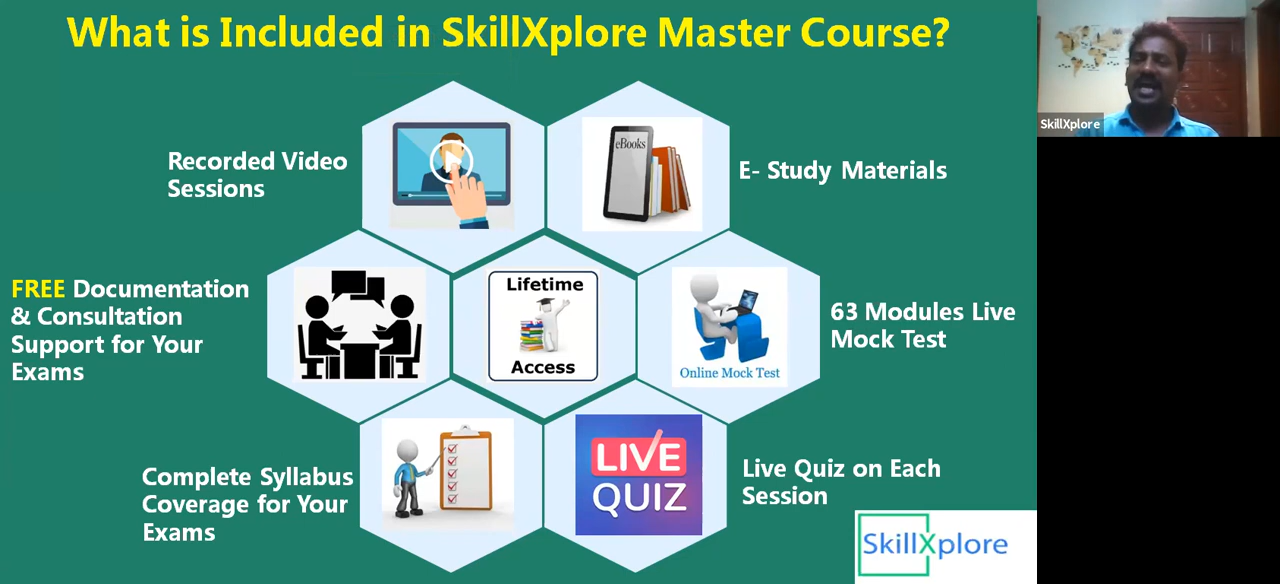 What is Included in SkillXplore Master Course?
SkillXplore
Recorded Video
Sessions
eBooks
E- Study Materials
FREE Documentation
& Consultation
Support for Your
Exams
Lifetime
Access
Online Mock Test
63 Modules Live
Mock Test
Complete Syllabus
Coverage for Your
Exams
LIVE
QUIZ
Live Quiz on Each
Session
SkillXplore